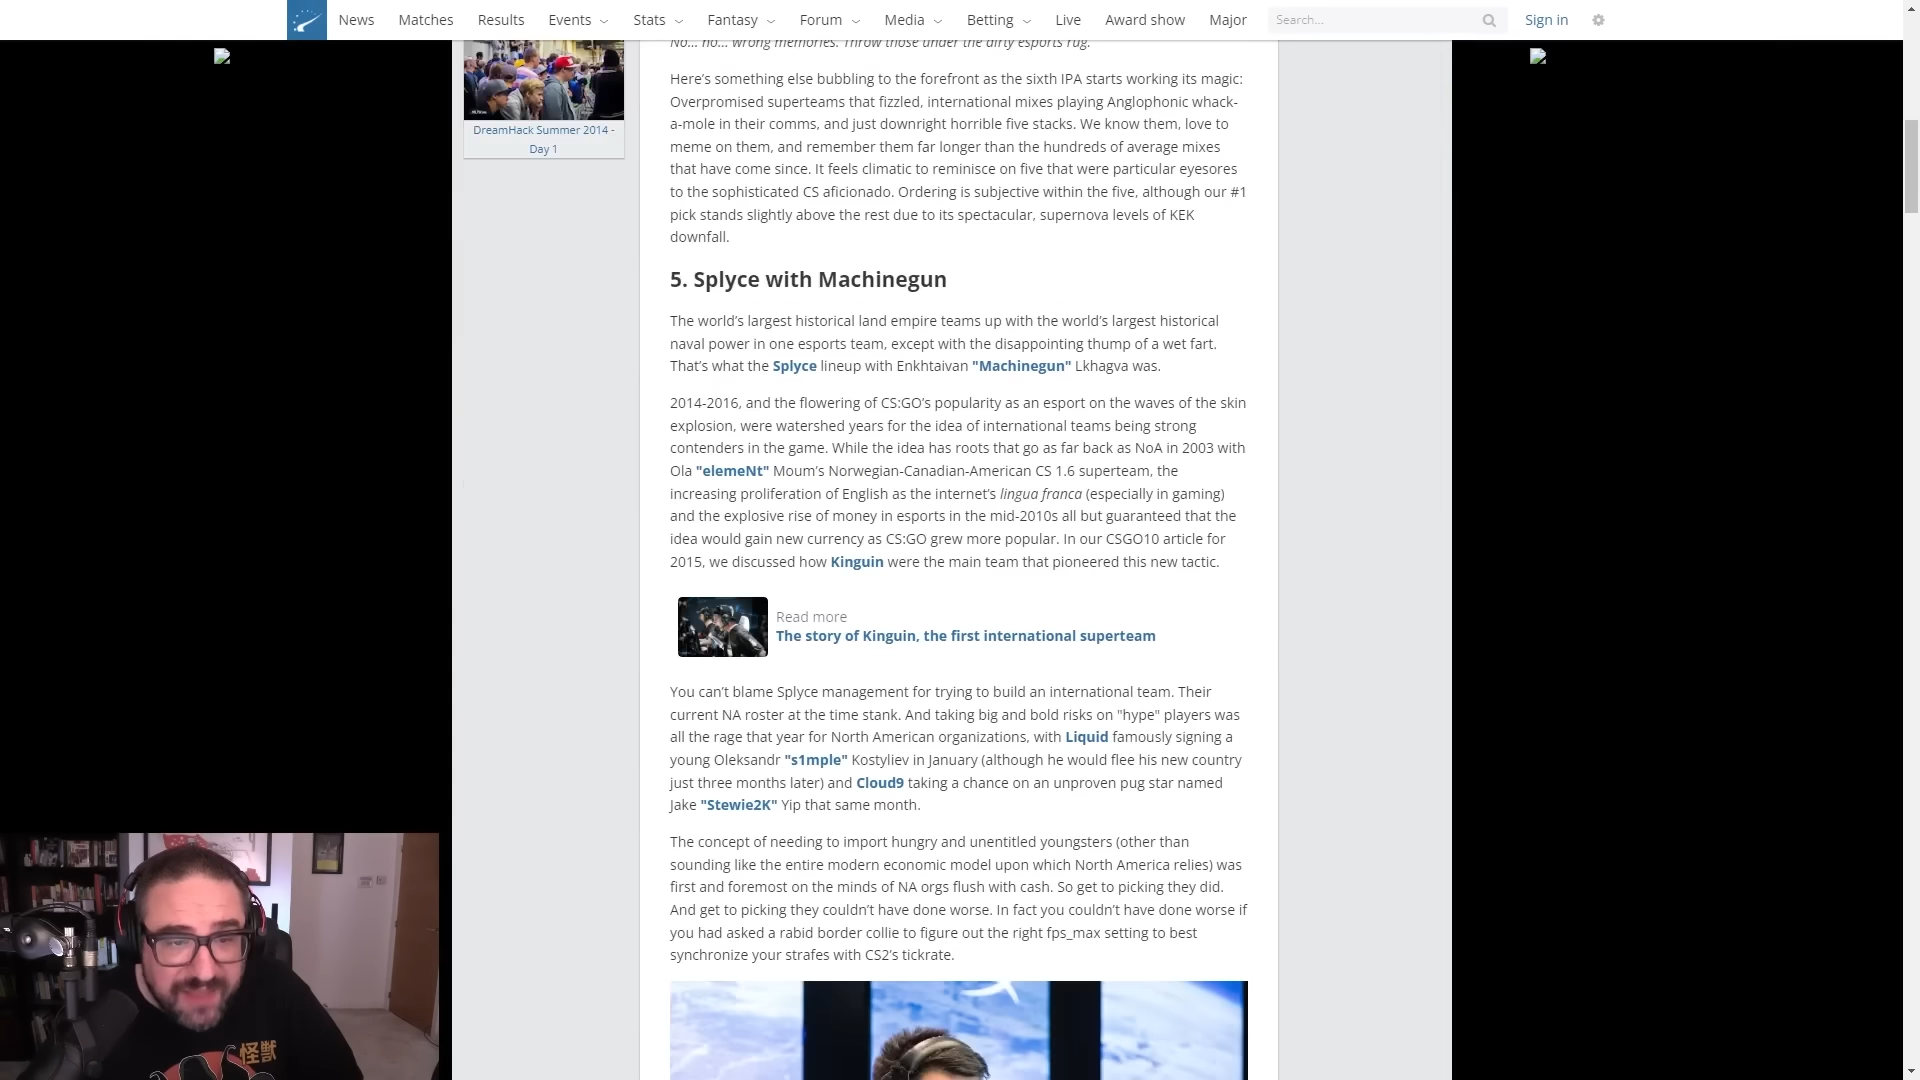 News Matches Results Events Stats Fantasy Forum Media Betting Live Award show Major Search... Sign in
No... no... wrong memories. Throw those under the dirty esports rug.
DreamHack Summer 2014 -
Day 1
Here’s something else bubbling to the forefront as the sixth IPA starts working its magic:
Overpromised superteams that fizzled, international mixes playing Anglophonic whack-
a-mole in their comms, and just downright horrible five stacks. We know them, love to
meme on them, and remember them far longer than the hundreds of average mixes
that have come since. It feels climatic to reminisce on five that were particular eyesores
to the sophisticated CS aficionado. Ordering is subjective within the five, although our #1
pick stands slightly above the rest due to its spectacular, supernova levels of KEK
downfall.
5. Splyce with Machinegun
The world’s largest historical land empire teams up with the world’s largest historical
naval power in one esports team, except with the disappointing thump of a wet fart.
That’s what the Splyce lineup with Enkhtaivan "Machinegun" Lkhagva was.
2014-2016, and the flowering of CS:GO’s popularity as an esport on the waves of the skin
explosion, were watershed years for the idea of international teams being strong
contenders in the game. While the idea has roots that go as far back as NoA in 2003 with
Ola "elemeNt" Moum’s Norwegian-Canadian-American CS 1.6 superteam, the
increasing proliferation of English as the internet’s lingua franca (especially in gaming)
and the explosive rise of money in esports in the mid-2010s all but guaranteed that the
idea would gain new currency as CS:GO grew more popular. In our CSGO10 article for
2015, we discussed how Kinguin were the main team that pioneered this new tactic.
Read more
The story of Kinguin, the first international superteam
You can’t blame Splyce management for trying to build an international team. Their
current NA roster at the time stank. And taking big and bold risks on "hype" players was
all the rage that year for North American organizations, with Liquid famously signing a
young Oleksandr "s1mple" Kostyliev in January (although he would flee his new country
just three months later) and Cloud9 taking a chance on an unproven pug star named
Jake "Stewie2K" Yip that same month.
The concept of needing to import hungry and unentitled youngsters (other than
sounding like the entire modern economic model upon which North America relies) was
first and foremost on the minds of NA orgs flush with cash. So get to picking they did.
And get to picking they couldn’t have done worse. In fact you couldn’t have done worse if
you had asked a rabid border collie to figure out the right fps_max setting to best
synchronize your strafes with CS2’s tickrate.
怪獣